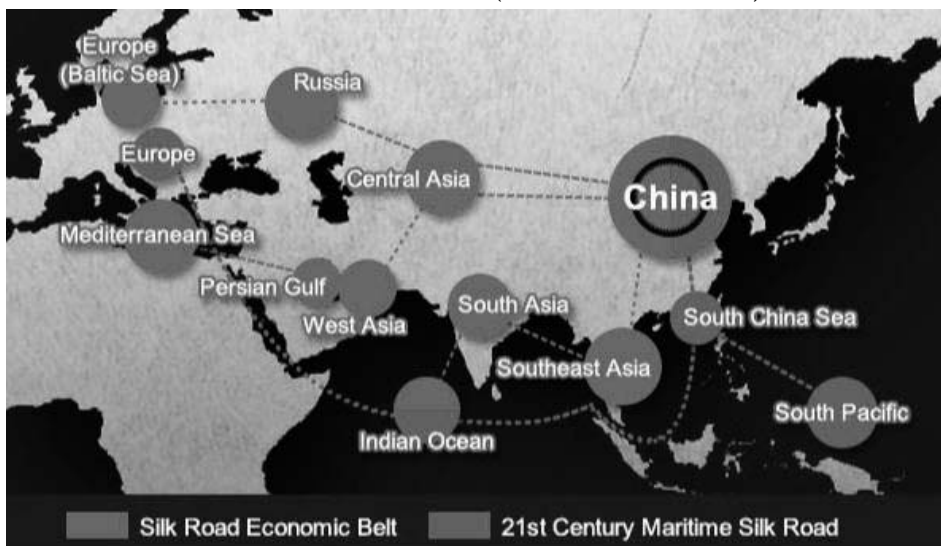 Europe
(Baltic Sea)
Russia
Europe
Central Asia
China
Mediterranean Sea
Persian Gulf
West Asia
South Asia
South China Sea
Southeast Asia
South Pacific
Indian Ocean
Silk Road Economic Belt
21st Century Maritime Silk Road